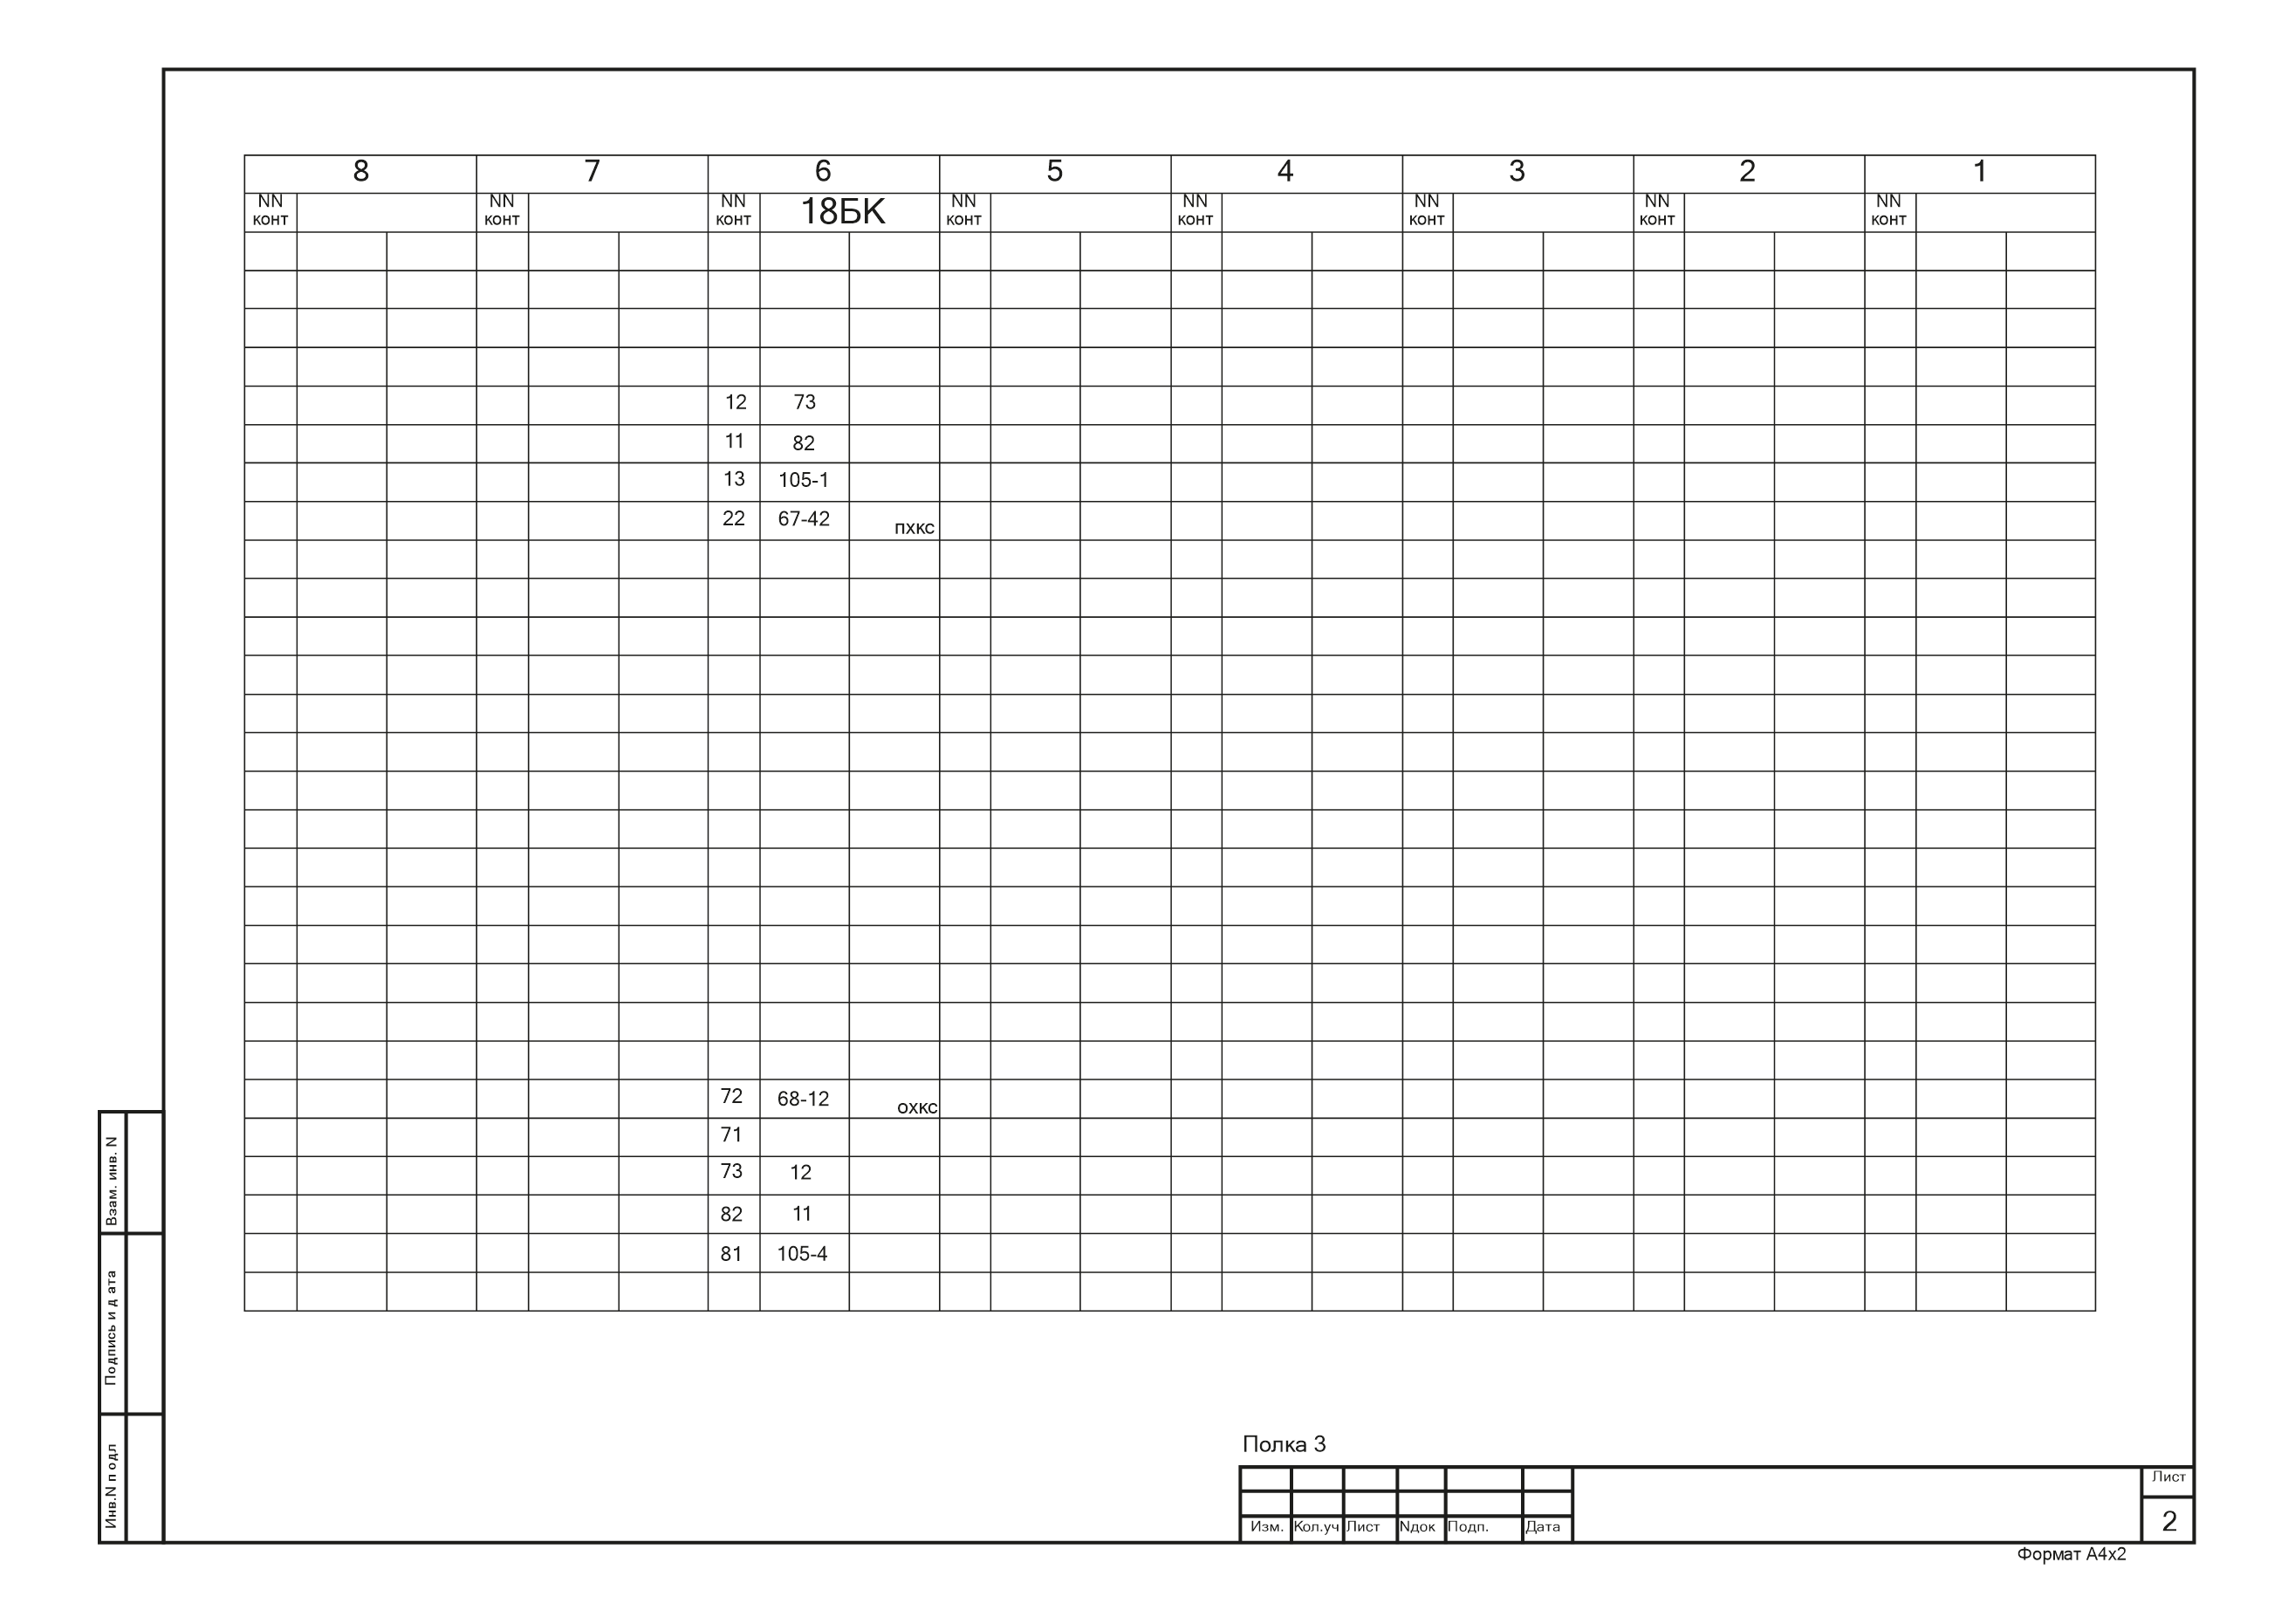 8 7 6 5 4 3 2 1
NN NN NN NN NN NN NN NN
конт конт конт 18БК конт конт конт конт конт
12 73
11 82
13 105-1
22 67-42 пхкс
72 68-12 охкс
71
73 12
82 11
81 105-4
Взам. инв. N
Подпись и д ата
Инв.N п одл
Полка 3
Лист
Изм. Кол.уч Лист Nдок Подп. Дата 2
Формат А4х2